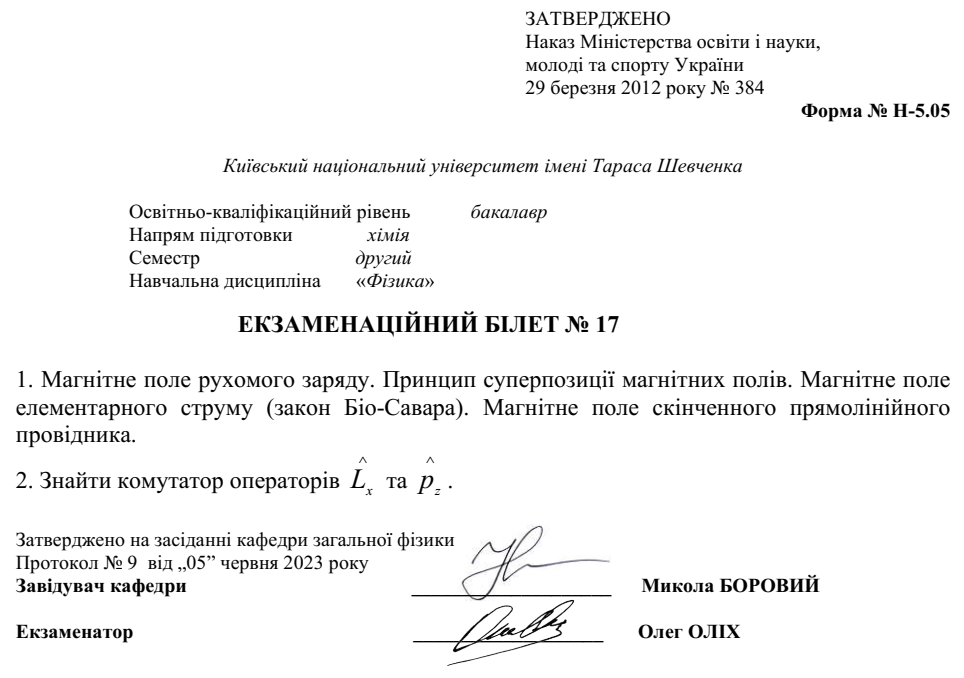 ЗАТВЕРДЖЕНО
Наказ Міністерства освіти і науки,
молоді та спорту України
29 березня 2012 року № 384
Форма № Н-5.05
Київський національний університет імені Тараса Шевченка
Освітньо-кваліфікаційний рівень бакалавр
Напрям підготовки хімія
Семестр другий
Навчальна дисципліна «Фізика»
ЕКЗАМЕНАЦІЙНИЙ БІЛЕТ № 17
1. Магнітне поле рухомого заряду. Принцип суперпозиції магнітних полів. Магнітне поле
елементарного струму (закон Біо-Савара). Магнітне поле скінченного прямолінійного
провідника.
2. Знайти комутатор операторів L̂ₓ та p̂_z .
Затверджено на засіданні кафедри загальної фізики
Протокол № 9 від „05” червня 2023 року
Завідувач кафедри ____________________ Микола БОРОВИЙ
Екзаменатор ____________________ Олег ОЛІХ